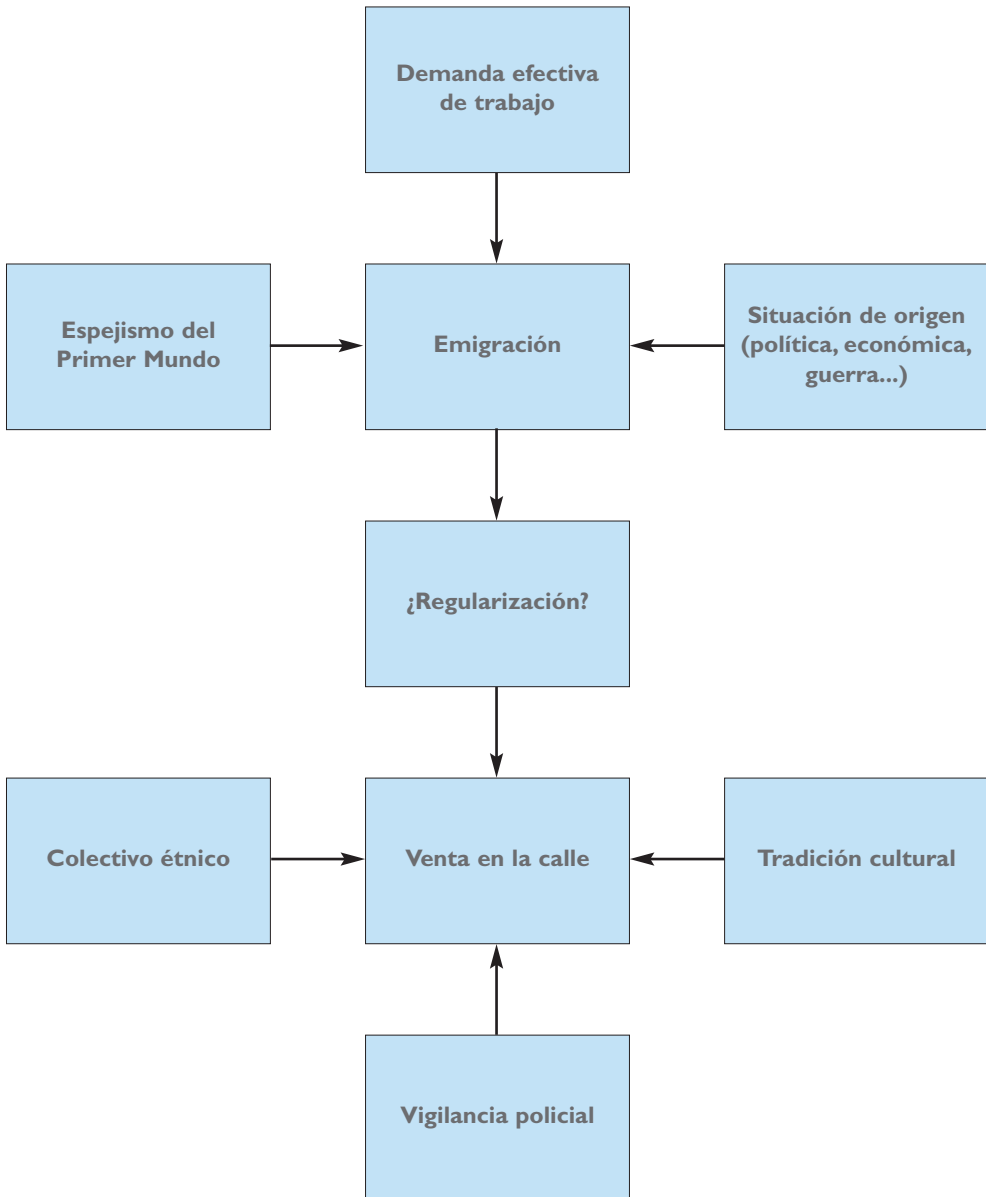 Demanda efectiva
de trabajo
Espejismo del
Primer Mundo
Emigración
Situación de origen
(política, económica,
guerra...)
¿Regularización?
Colectivo étnico
Venta en la calle
Tradición cultural
Vigilancia policial